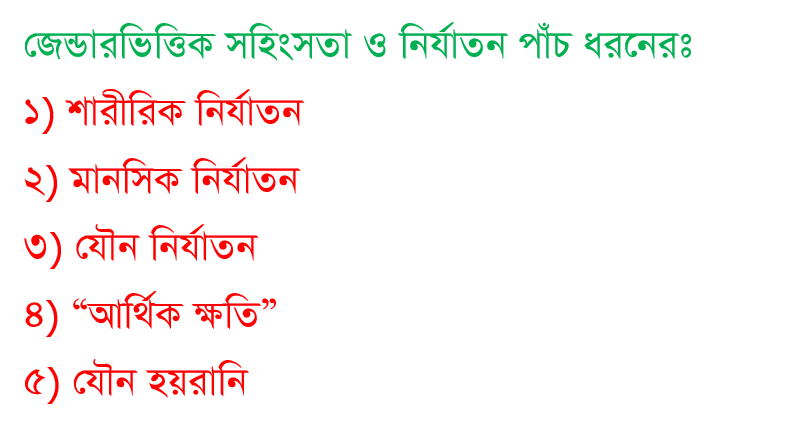 জেন্ডারভিত্তিক সহিংসতা ও নির্যাতন পাঁচ ধরনেরঃ
১) শারীরিক নির্যাতন
২) মানসিক নির্যাতন
৩) যৌন নির্যাতন
৪) “আর্থিক ক্ষতি”
৫) যৌন হয়রানি